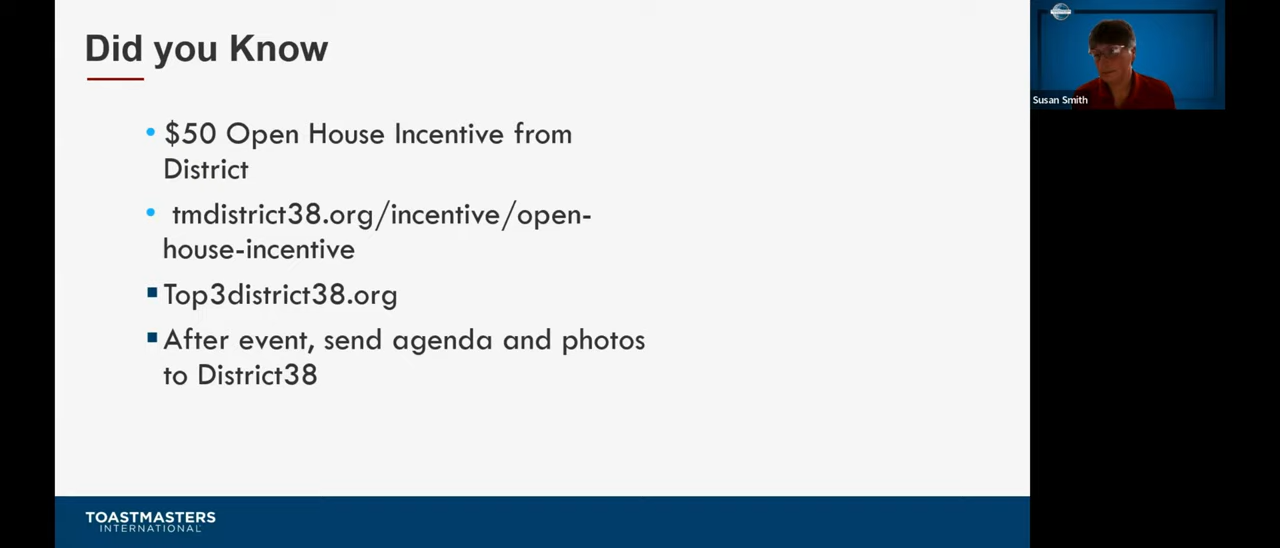 Did you Know
• $50 Open House Incentive from
District
• tmdistrict38.org/incentive/open-
house-incentive
▪ Top3district38.org
▪ After event, send agenda and photos
to District38
TOASTMASTERS
INTERNATIONAL
Susan Smith